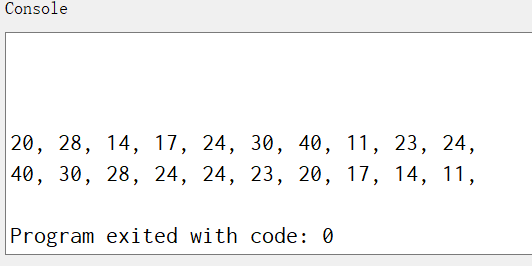 Console
20, 28, 14, 17, 24, 30, 40, 11, 23, 24,
40, 30, 28, 24, 24, 23, 20, 17, 14, 11,
Program exited with code: 0